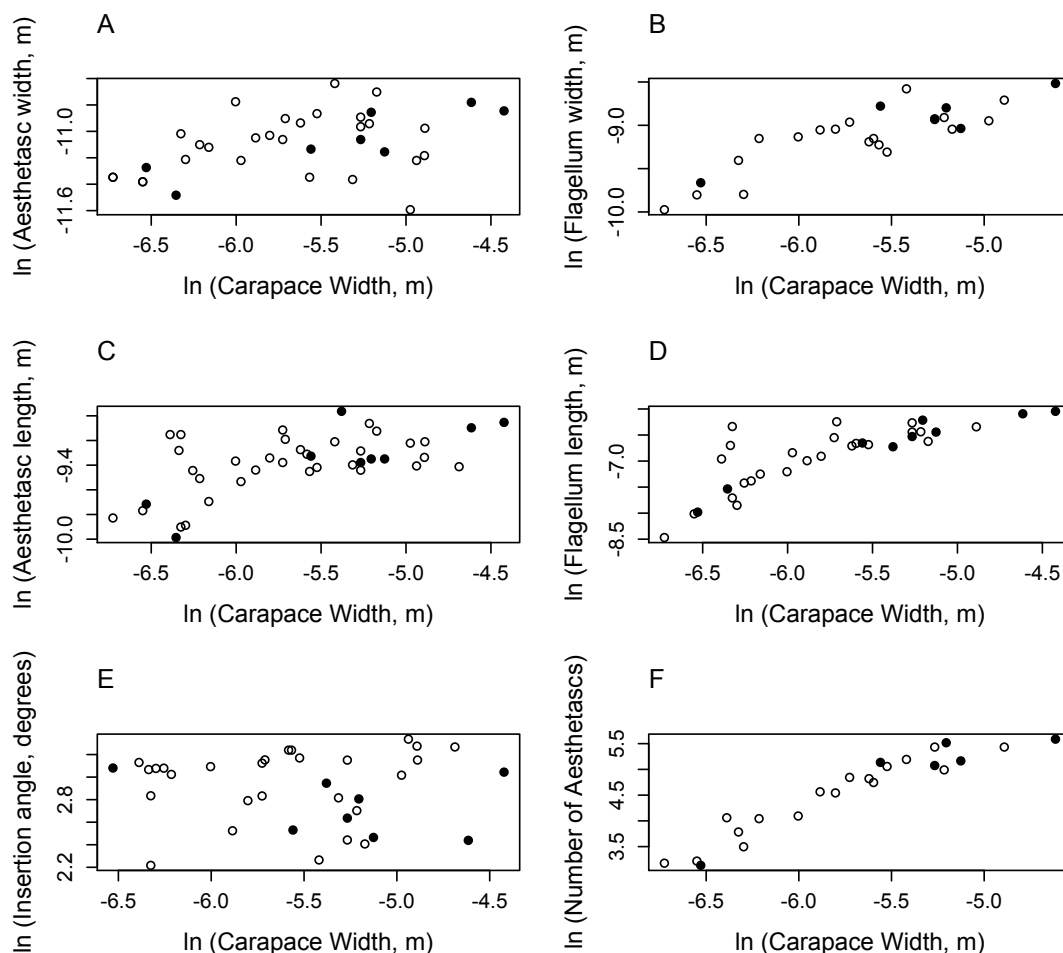 A
ln (Aesthetasc width, m)
-11.0
-11.6
-6.5 -6.0 -5.5 -5.0 -4.5
ln (Carapace Width, m)
B
ln (Flagellum width, m)
-9.0
-10.0
-6.5 -6.0 -5.5 -5.0
ln (Carapace Width, m)
C
ln (Aesthetasc length, m)
-9.4
-10.0
-6.5 -6.0 -5.5 -5.0 -4.5
ln (Carapace Width, m)
D
ln (Flagellum length, m)
-7.0
-8.5
-6.5 -6.0 -5.5 -5.0 -4.5
ln (Carapace Width, m)
E
ln (Insertion angle, degrees)
2.8
2.2
-6.5 -6.0 -5.5 -5.0 -4.5
ln (Carapace Width, m)
F
ln (Number of Aesthetascs)
5.5
4.5
3.5
-6.5 -6.0 -5.5 -5.0
ln (Carapace Width, m)